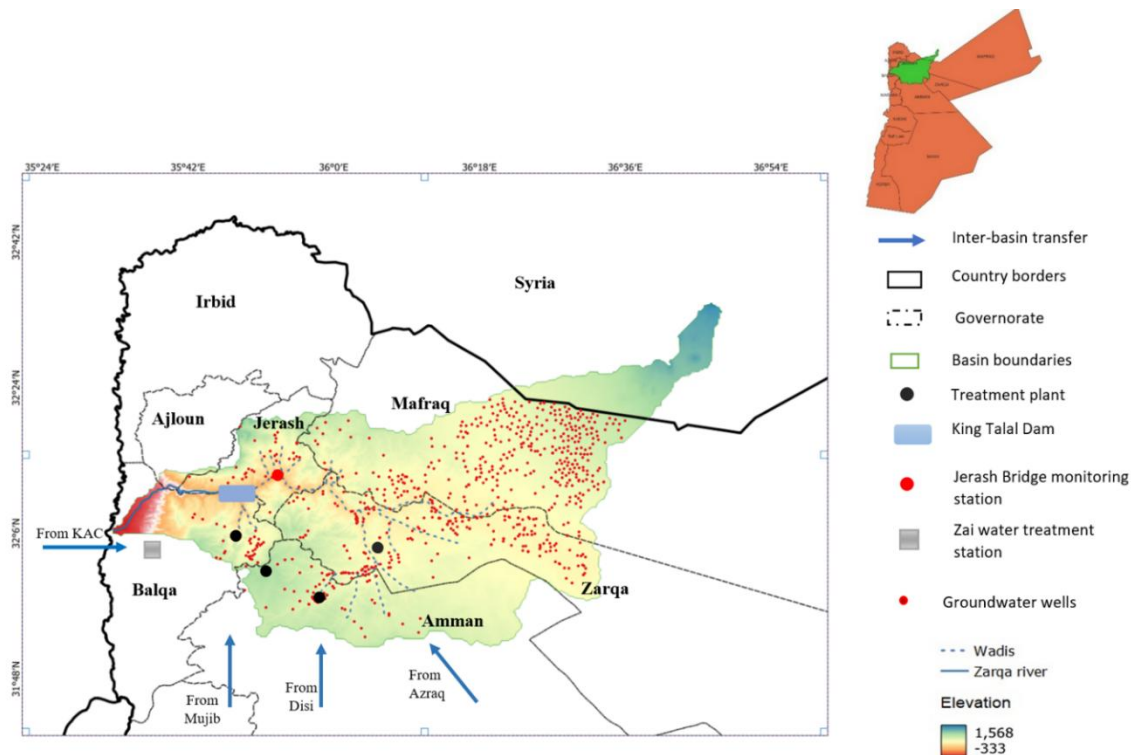 35°24'E 35°42'E 36°0'E 36°18'E 36°36'E 36°54'E
32°42'N
32°24'N
32°6'N
31°48'N
Irbid
Syria
Ajloun
Jerash
Mafraq
From KAC
Balqa
Zarqa
Amman
From
Mujib
From
Disi
From
Azraq
Inter-basin transfer
Country borders
Governorate
Basin boundaries
Treatment plant
King Talal Dam
Jerash Bridge monitoring
station
Zai water treatment
station
Groundwater wells
Wadis
Zarqa river
Elevation
1,568
-333